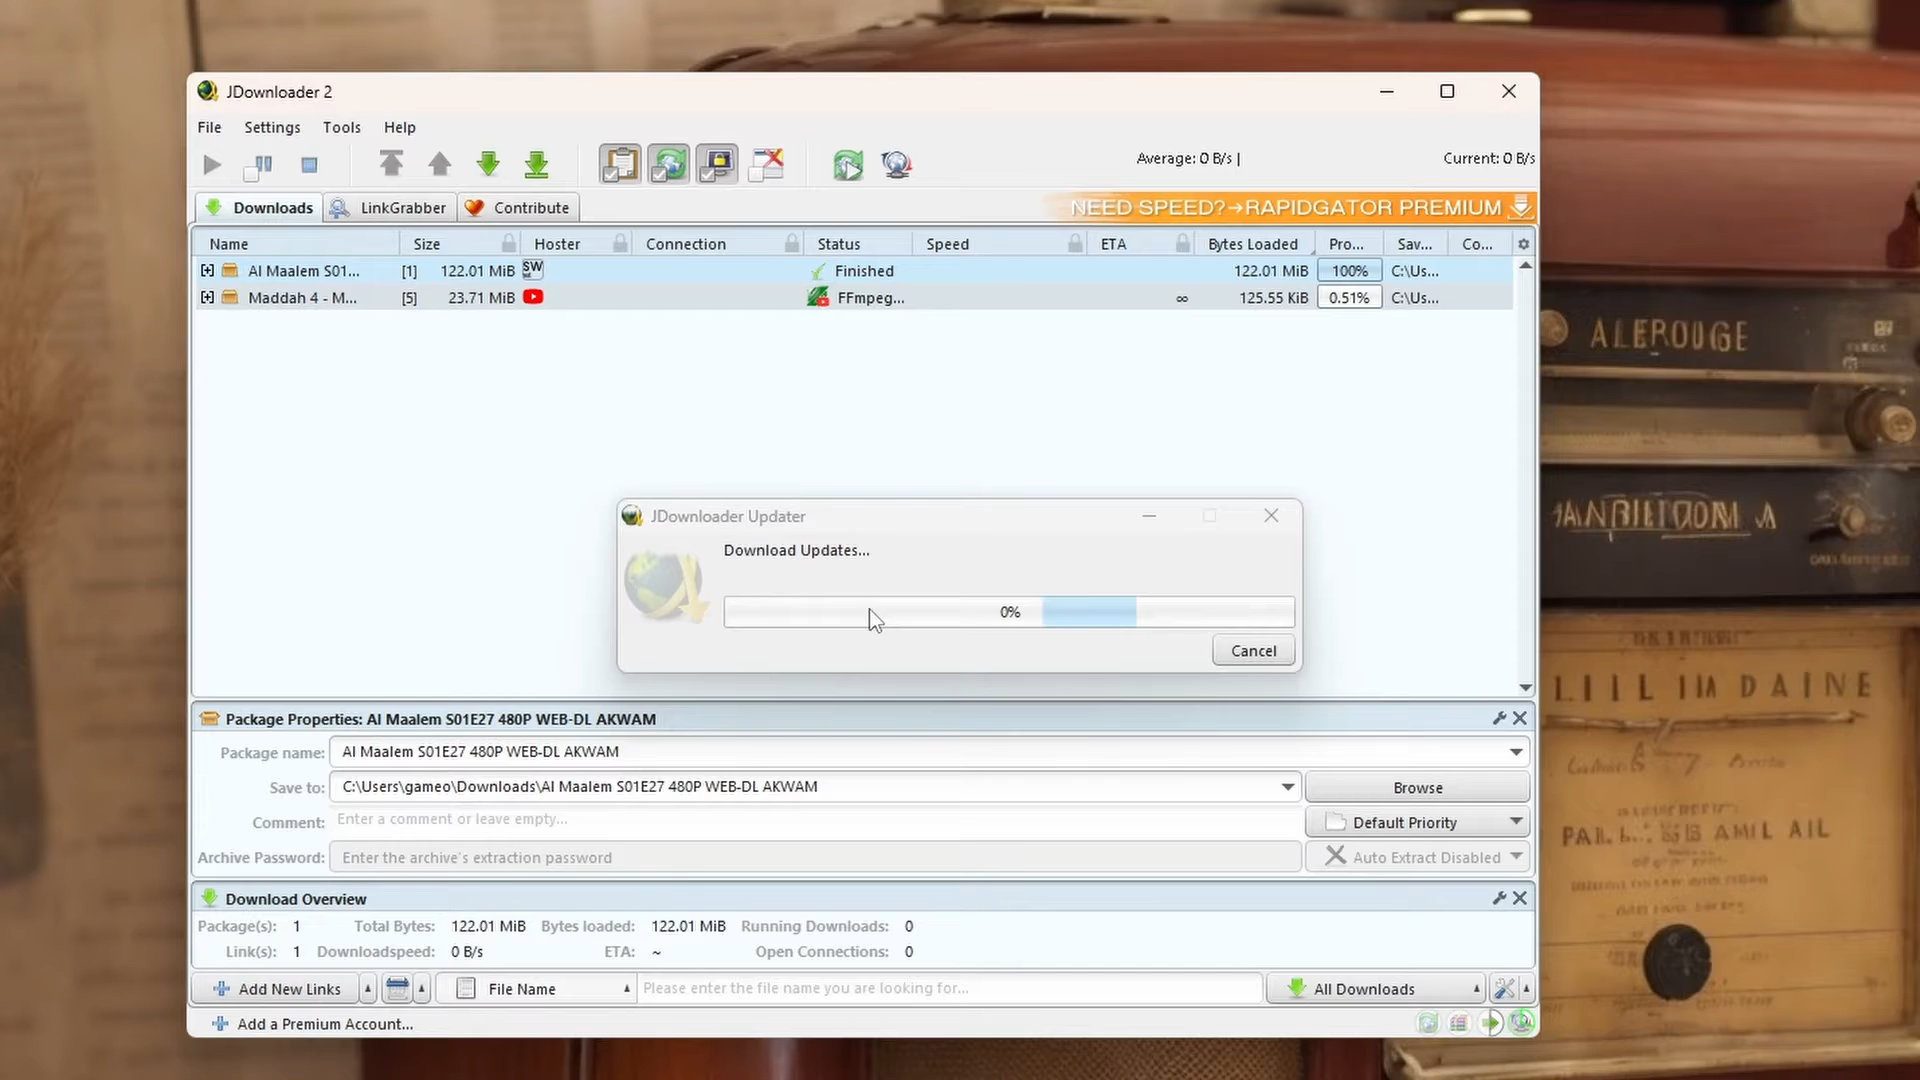 JDownloader 2
File Settings Tools Help
Average: 0 B/s | Current: 0 B/s
Downloads LinkGrabber Contribute NEED SPEED?→RAPIDGATOR PREMIUM
Name Size Hoster Connection Status Speed ETA Bytes Loaded Pro... Sav... Co...
Al Maalem S01... [1] 122.01 MiB SW Finished 122.01 MiB 100% C:\Us...
Maddah 4 - M... [5] 23.71 MiB FFmpeg... ∞ 125.55 KiB 0.51% C:\Us...
JDownloader Updater
Download Updates...
0%
Cancel
Package Properties: Al Maalem S01E27 480P WEB-DL AKWAM
Package name: Al Maalem S01E27 480P WEB-DL AKWAM
Save to: C:\Users\gameo\Downloads\Al Maalem S01E27 480P WEB-DL AKWAM Browse
Comment: Enter a comment or leave empty... Default Priority
Archive Password: Enter the archive's extraction password Auto Extract Disabled
Download Overview
Package(s): 1 Total Bytes: 122.01 MiB Bytes loaded: 122.01 MiB Running Downloads: 0
Link(s): 1 Downloadspeed: 0 B/s ETA: ~ Open Connections: 0
Add New Links File Name Please enter the file name you are looking for... All Downloads
Add a Premium Account...
ALEROUGE